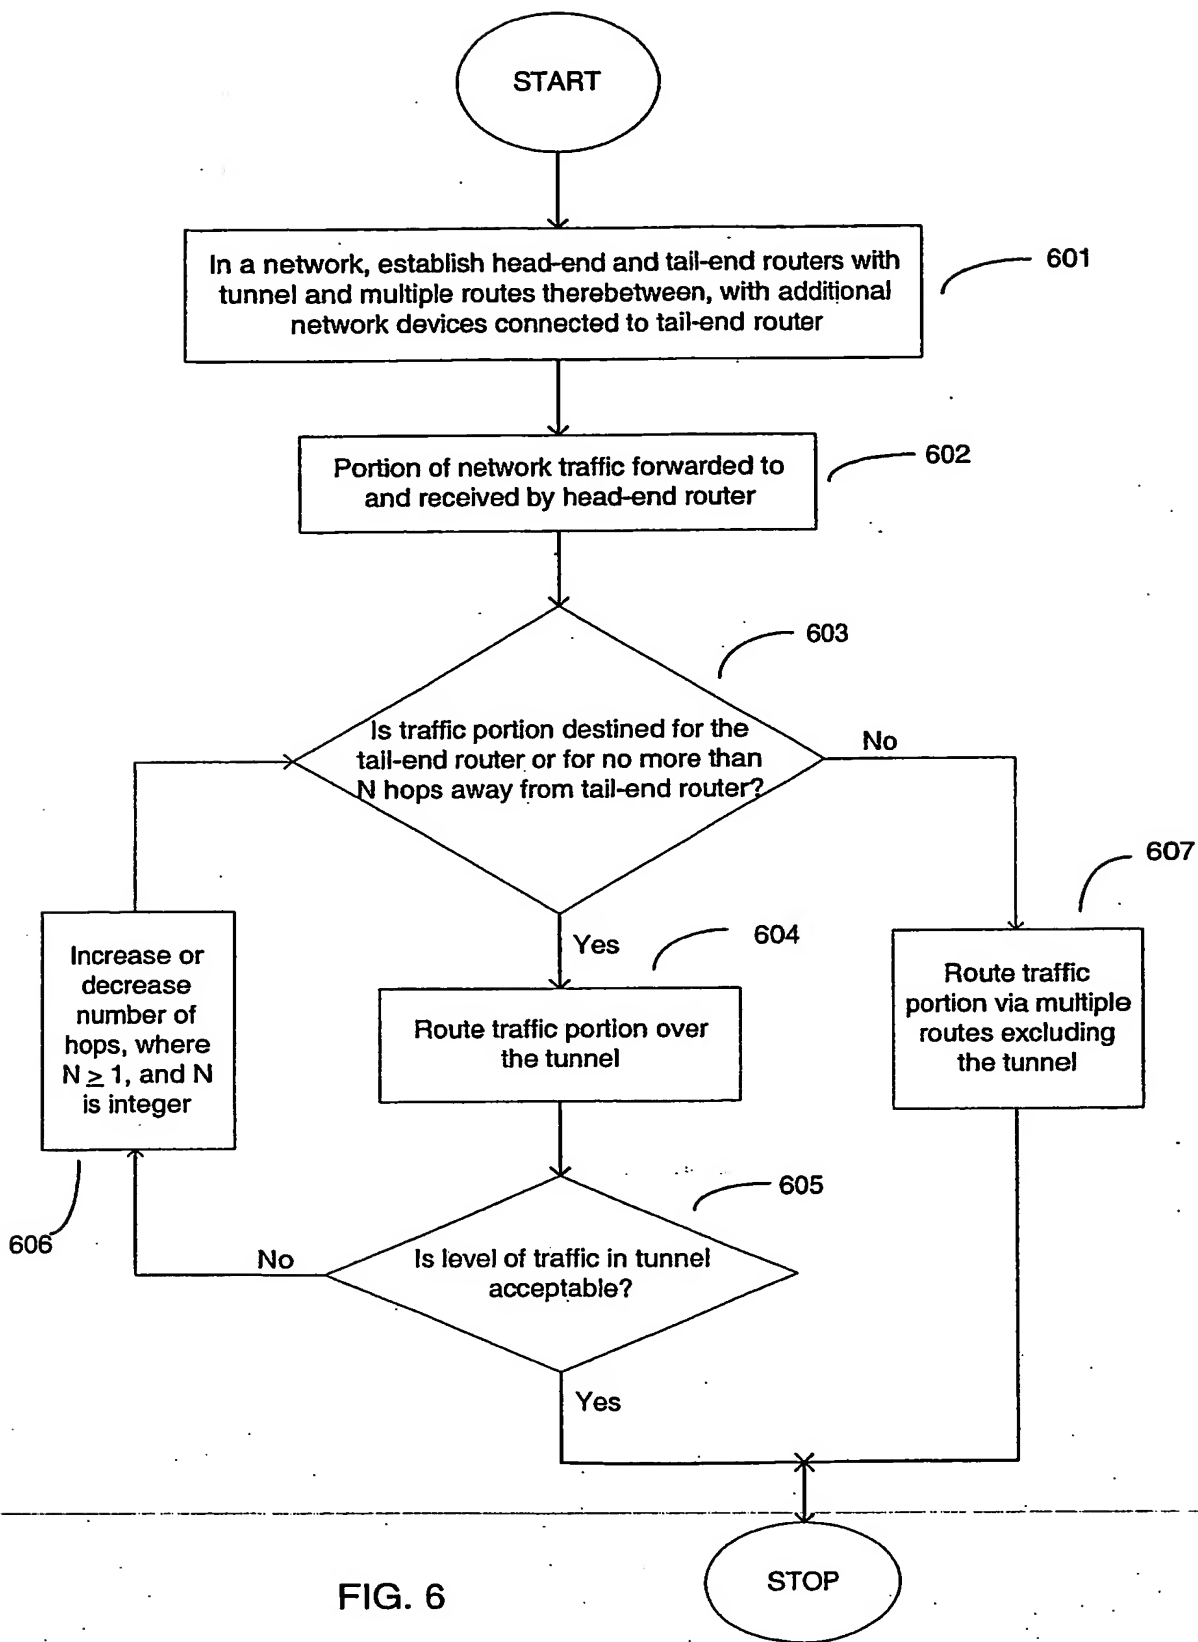 START
In a network, establish head-end and tail-end routers with
tunnel and multiple routes therebetween, with additional
network devices connected to tail-end router
601
Portion of network traffic forwarded to
and received by head-end router
602
603
Is traffic portion destined for the
tail-end router or for no more than
N hops away from tail-end router?
No
607
Yes
604
Increase or
decrease
number of
hops, where
N ≥ 1, and N
is integer
Route traffic portion over
the tunnel
Route traffic
portion via multiple
routes excluding
the tunnel
605
606
No
Is level of traffic in tunnel
acceptable?
Yes
STOP
FIG. 6